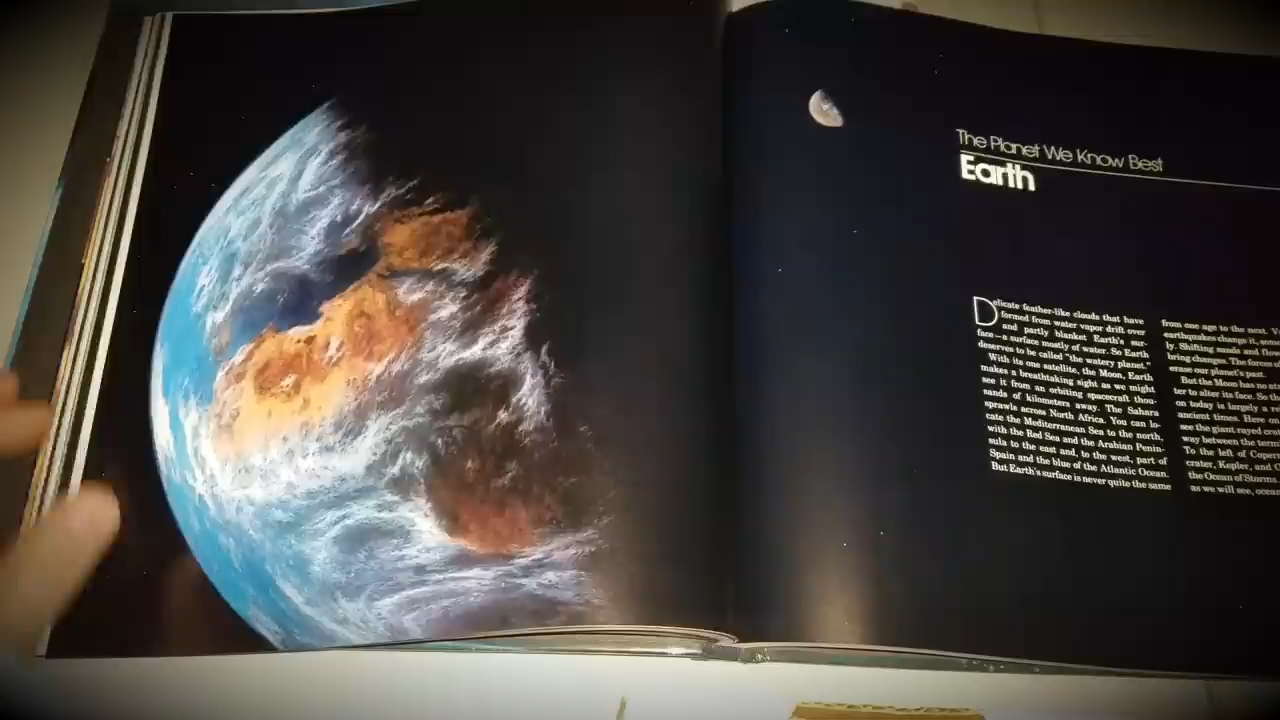 The Planet We Know Best
Earth
Delicate feather-like clouds that have
formed from water vapor drift over
and partly blanket Earth's sur-
face—a surface mostly of water. So Earth
deserves to be called "the watery planet."
With its one satellite, the Moon, Earth
makes a breathtaking sight as we might
see it from an orbiting spacecraft thou-
sands of kilometers away. The Sahara
sprawls across North Africa. You can lo-
cate the Mediterranean Sea to the north,
with the Red Sea and the Arabian Penin-
sula to the east and, to the west, part of
Spain and the blue of the Atlantic Ocean.
But Earth's surface is never quite the same
from one age to the next.
earthquakes change it,
ly. Shifting sands and
bring changes. The forces
erase our planet's past.
But the Moon has no
ter to alter its face. So
on today is largely a
ancient times. Here on
see the giant rayed
way between the
To the left of
crater, Kepler, and
the Ocean of Storms.
as we will see,